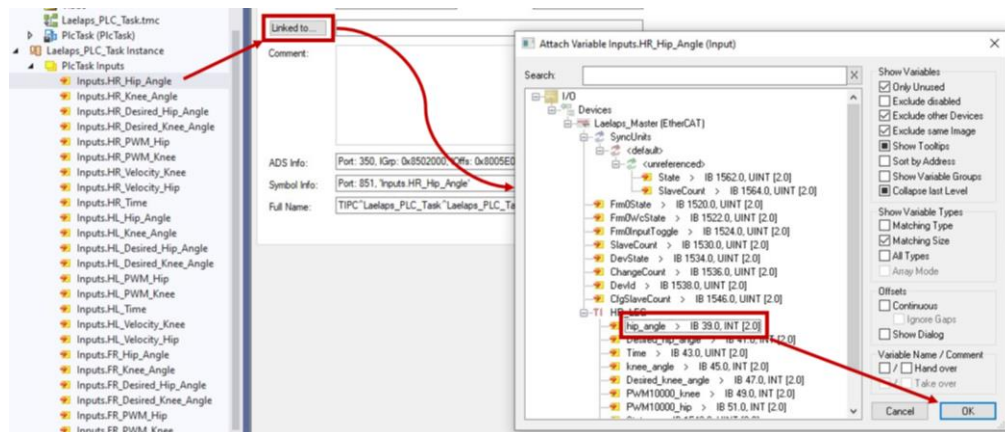 Laelaps_PLC_Task.tmc
PlcTask (PlcTask)
Laelaps_PLC_Task Instance
PlcTask Inputs
Inputs.HR_Hip_Angle
Inputs.HR_Knee_Angle
Inputs.HR_Desired_Hip_Angle
Inputs.HR_Desired_Knee_Angle
Inputs.HR_PWM_Hip
Inputs.HR_PWM_Knee
Inputs.HR_Velocity_Knee
Inputs.HR_Velocity_Hip
Inputs.HR_Time
Inputs.HL_Hip_Angle
Inputs.HL_Knee_Angle
Inputs.HL_Desired_Hip_Angle
Inputs.HL_Desired_Knee_Angle
Inputs.HL_PWM_Hip
Inputs.HL_PWM_Knee
Inputs.HL_Time
Inputs.HL_Velocity_Knee
Inputs.HL_Velocity_Hip
Inputs.FR_Hip_Angle
Inputs.FR_Knee_Angle
Inputs.FR_Desired_Hip_Angle
Inputs.FR_Desired_Knee_Angle
Inputs.FR_PWM_Hip
Inputs.FR_PWM_Knee
Linked to...
Comment:
ADS Info: Port: 350, IGrp: 0x8502000, IOffs: 0x8005E0
Symbol Info: Port: 851, 'Inputs.HR_Hip_Angle'
Full Name: TIPC^Laelaps_PLC_Task^Laelaps_PLC_Ta
Attach Variable Inputs.HR_Hip_Angle (Input)
Search:
I/O
Devices
Laelaps_Master (EtherCAT)
SyncUnits
<default>
<unreferenced>
State > IB 1562.0, UINT [2.0]
SlaveCount > IB 1564.0, UINT [2.0]
Frm0State > IB 1520.0, UINT [2.0]
Frm0WcState > IB 1522.0, UINT [2.0]
Frm0InputToggle > IB 1524.0, UINT [2.0]
SlaveCount > IB 1530.0, UINT [2.0]
DevState > IB 1534.0, UINT [2.0]
ChangeCount > IB 1536.0, UINT [2.0]
DevId > IB 1538.0, UINT [2.0]
CfgSlaveCount > IB 1546.0, UINT [2.0]
HR_LEG
hip_angle > IB 39.0, INT [2.0]
Desired_hip_angle > IB 41.0, INT [2.0]
Time > IB 43.0, UINT [2.0]
knee_angle > IB 45.0, INT [2.0]
Desired_knee_angle > IB 47.0, INT [2.0]
PWM10000_knee > IB 49.0, INT [2.0]
PWM10000_hip > IB 51.0, INT [2.0]
Show Variables
Only Unused
Exclude disabled
Exclude other Devices
Exclude same Image
Show Tooltips
Sort by Address
Show Variable Groups
Collapse last Level
Show Variable Types
Matching Type
Matching Size
All Types
Array Mode
Offsets
Continuous
Ignore Gaps
Show Dialog
Variable Name / Comment
/ Hand over
/ Take over
Cancel
OK